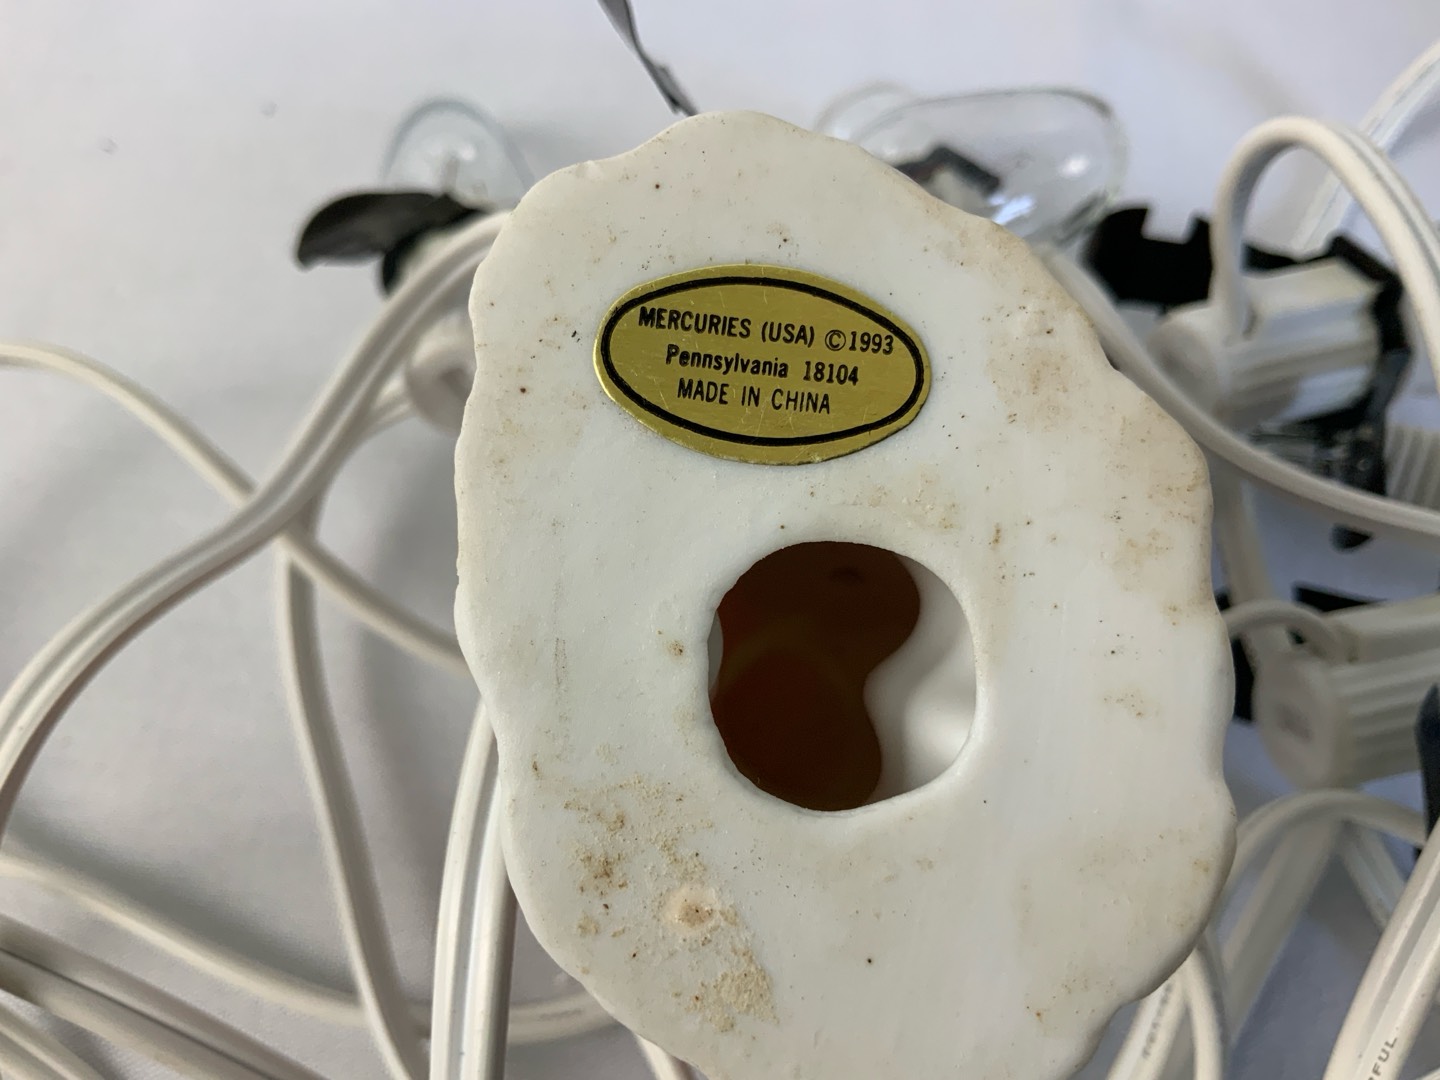 MERCURIES (USA) ©1993
Pennsylvania 18104
MADE IN CHINA